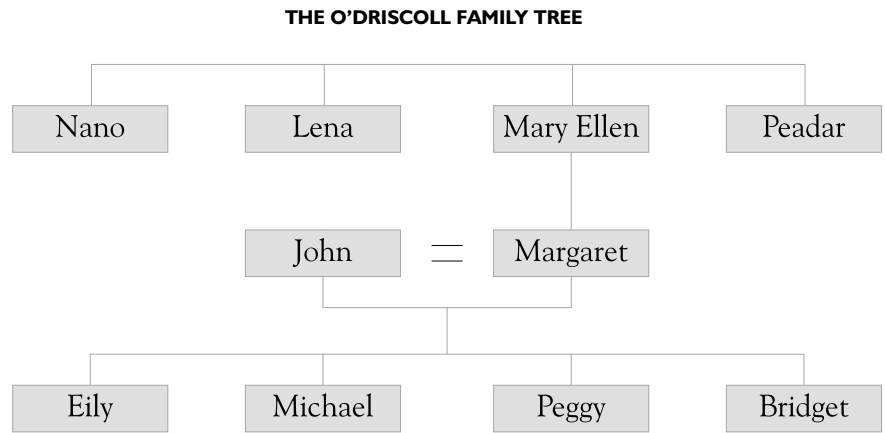 THE O’DRISCOLL FAMILY TREE
Nano Lena Mary Ellen Peadar
John = Margaret
Eily Michael Peggy Bridget